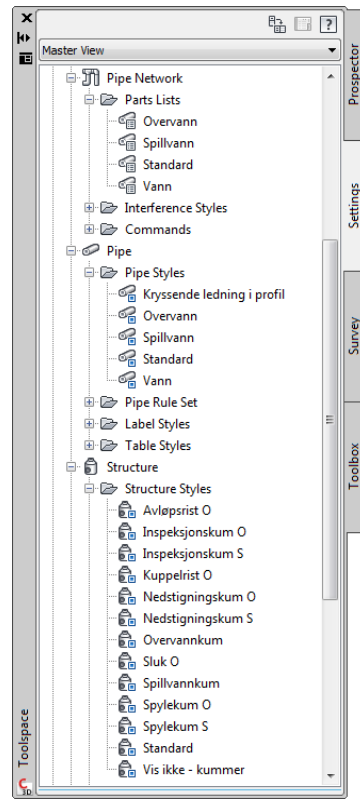 Master View
Pipe Network
Parts Lists
Overvann
Spillvann
Standard
Vann
Interference Styles
Commands
Pipe
Pipe Styles
Kryssende ledning i profil
Overvann
Spillvann
Standard
Vann
Pipe Rule Set
Label Styles
Table Styles
Structure
Structure Styles
Avløpsrist O
Inspeksjonskum O
Inspeksjonskum S
Kuppelrist O
Nedstigningskum O
Nedstigningskum S
Overvannkum
Sluk O
Spillvannkum
Spylekum O
Spylekum S
Standard
Vis ikke - kummer
Prospector
Settings
Survey
Toolbox
Toolspace
C 3D